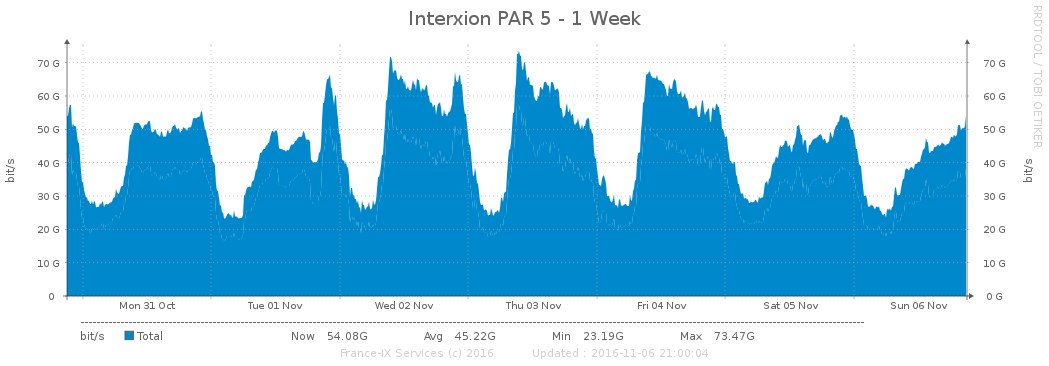 Interxion PAR 5 - 1 Week
RRDTOOL / TOBI OETIKER
70 G 70 G
60 G 60 G
50 G 50 G
40 G 40 G
30 G 30 G
20 G 20 G
10 G 10 G
0 0 G
bit/s bit/s
Mon 31 Oct Tue 01 Nov Wed 02 Nov Thu 03 Nov Fri 04 Nov Sat 05 Nov Sun 06 Nov
bit/s Total Now 54.08G Avg 45.22G Min 23.19G Max 73.47G
France-IX Services (c) 2016 Updated : 2016-11-06 21:00:04